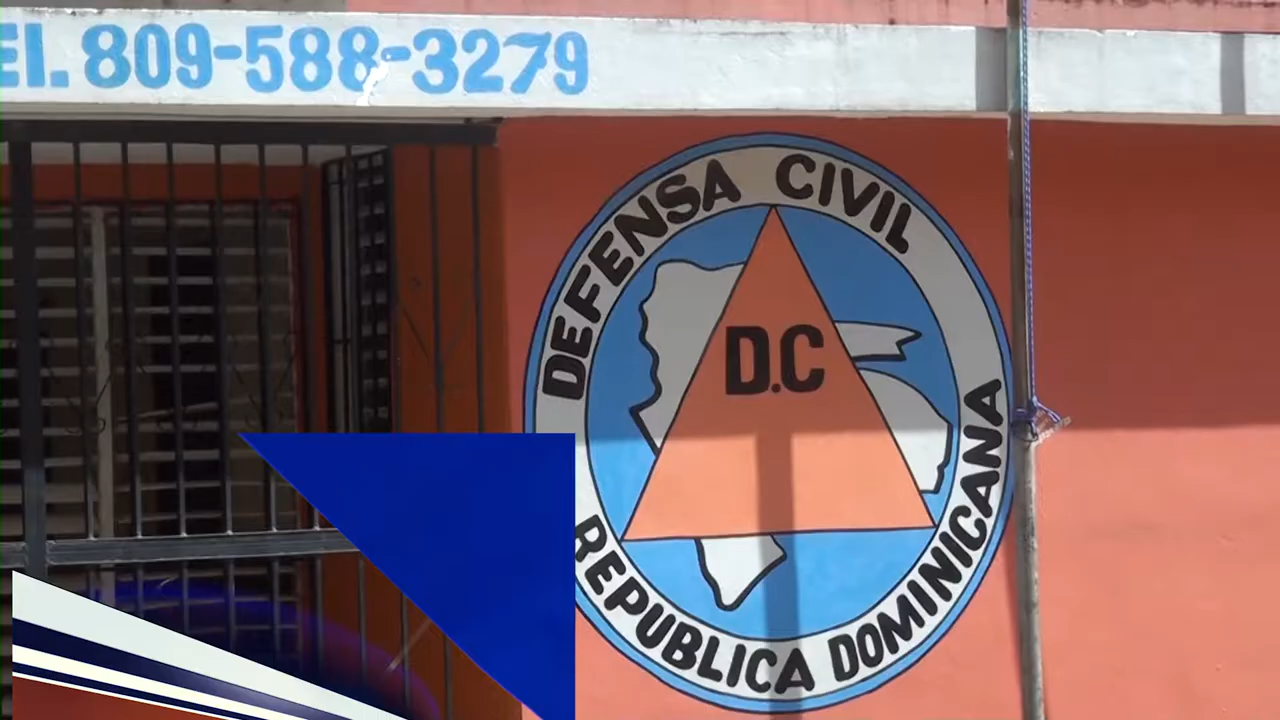 El. 809-588-3279
DEFENSA CIVIL
D.C
REPUBLICA DOMINICANA